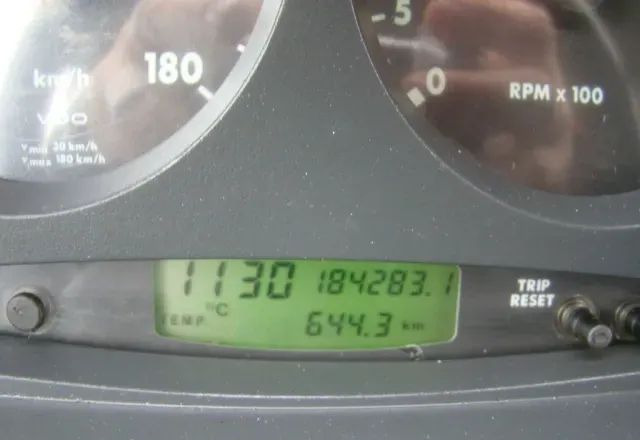 km/h
180
VDO
Vmin 30 km/h
Vmax 180 km/h
5
0
RPM x 100
1130 184283.1
°C
TEMP 644.3 km
TRIP
RESET